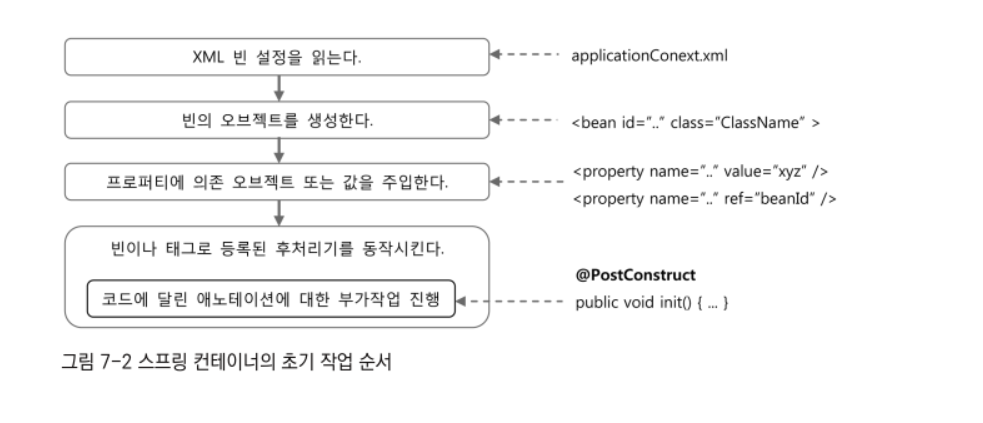 XML 빈 설정을 읽는다.
applicationConext.xml
빈의 오브젝트를 생성한다.
<bean id=".." class="ClassName" >
프로퍼티에 의존 오브젝트 또는 값을 주입한다.
<property name=".." value="xyz" />
<property name=".." ref="beanId" />
빈이나 태그로 등록된 후처리기를 동작시킨다.
@PostConstruct
코드에 달린 애노테이션에 대한 부가작업 진행
public void init() { ... }
그림 7-2 스프링 컨테이너의 초기 작업 순서